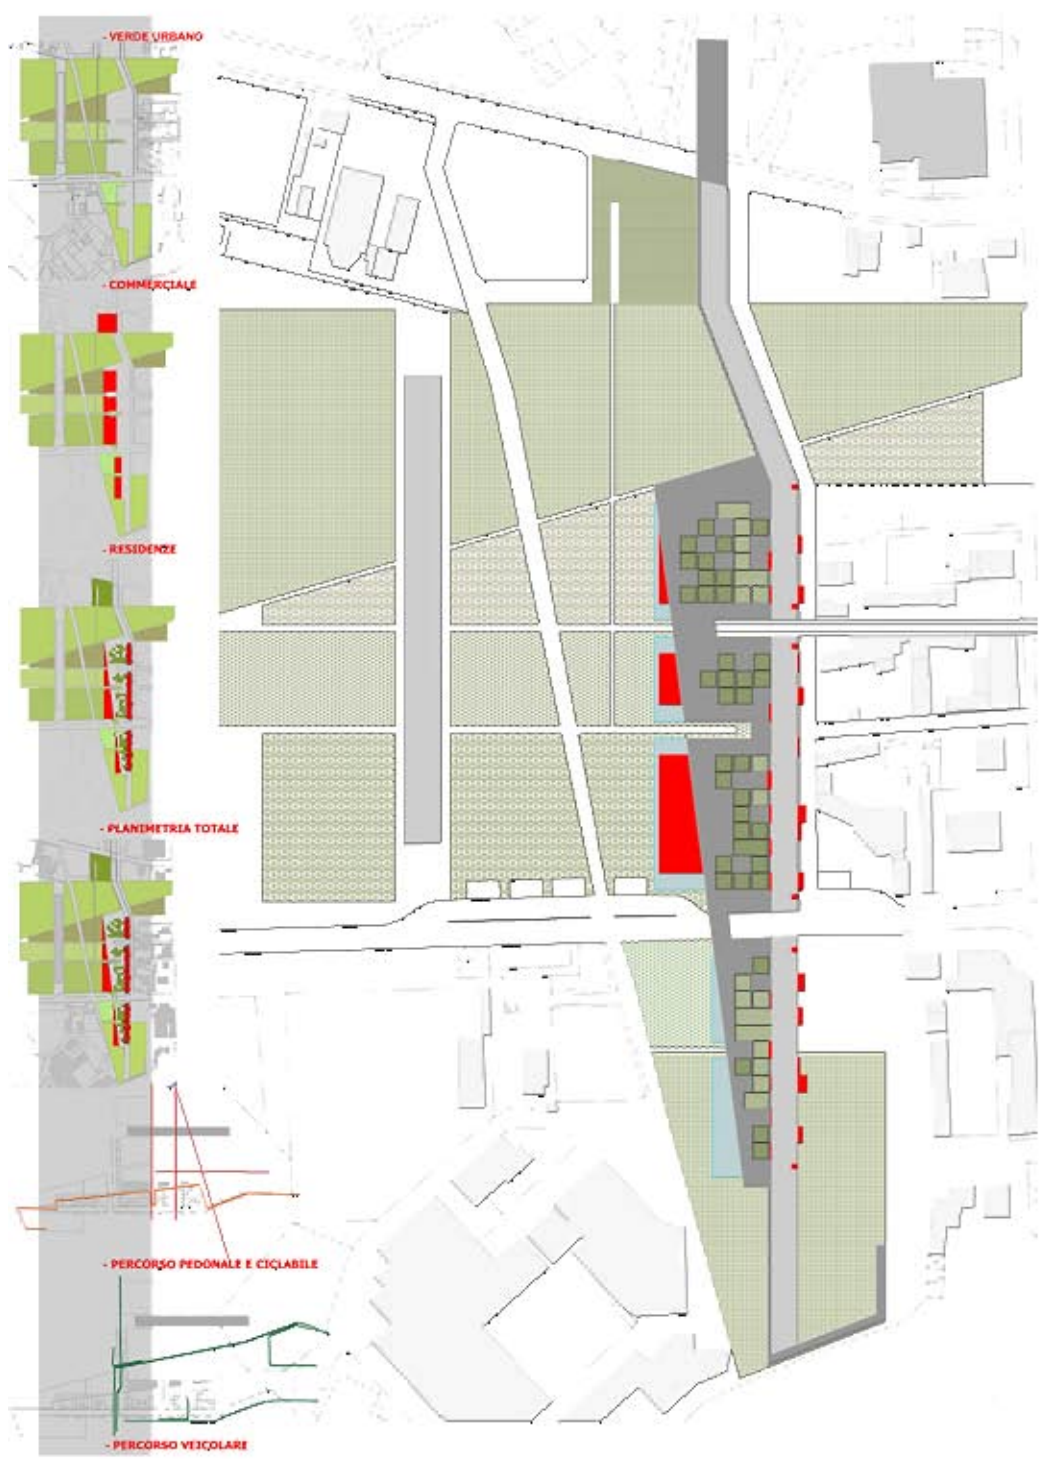 - VERDE URBANO
- COMMERCIALE
- RESIDENZE
- PLANIMETRIA TOTALE
- PERCORSO PEDONALE E CICLABILE
- PERCORSO VEICOLARE